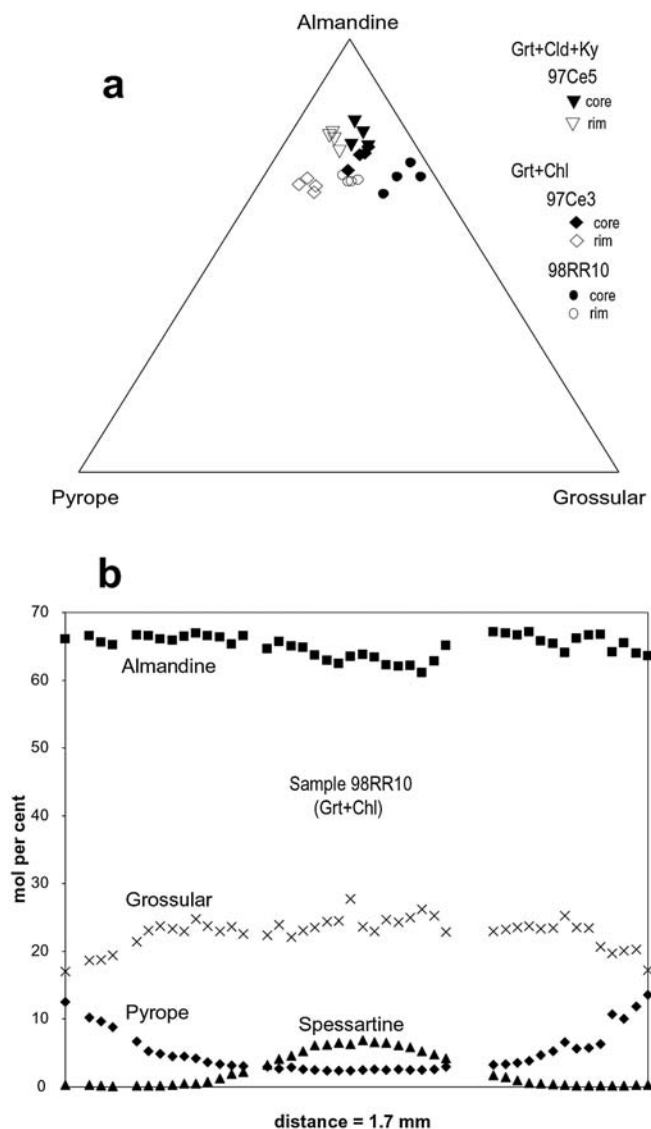 a
Almandine
Pyrope
Grossular
Grt+Cld+Ky
97Ce5
core
rim
Grt+Chl
97Ce3
core
rim
98RR10
core
rim
b
70
60
50
40
30
20
10
0
mol per cent
Almandine
Sample 98RR10
(Grt+Chl)
Grossular
Pyrope
Spessartine
distance = 1.7 mm